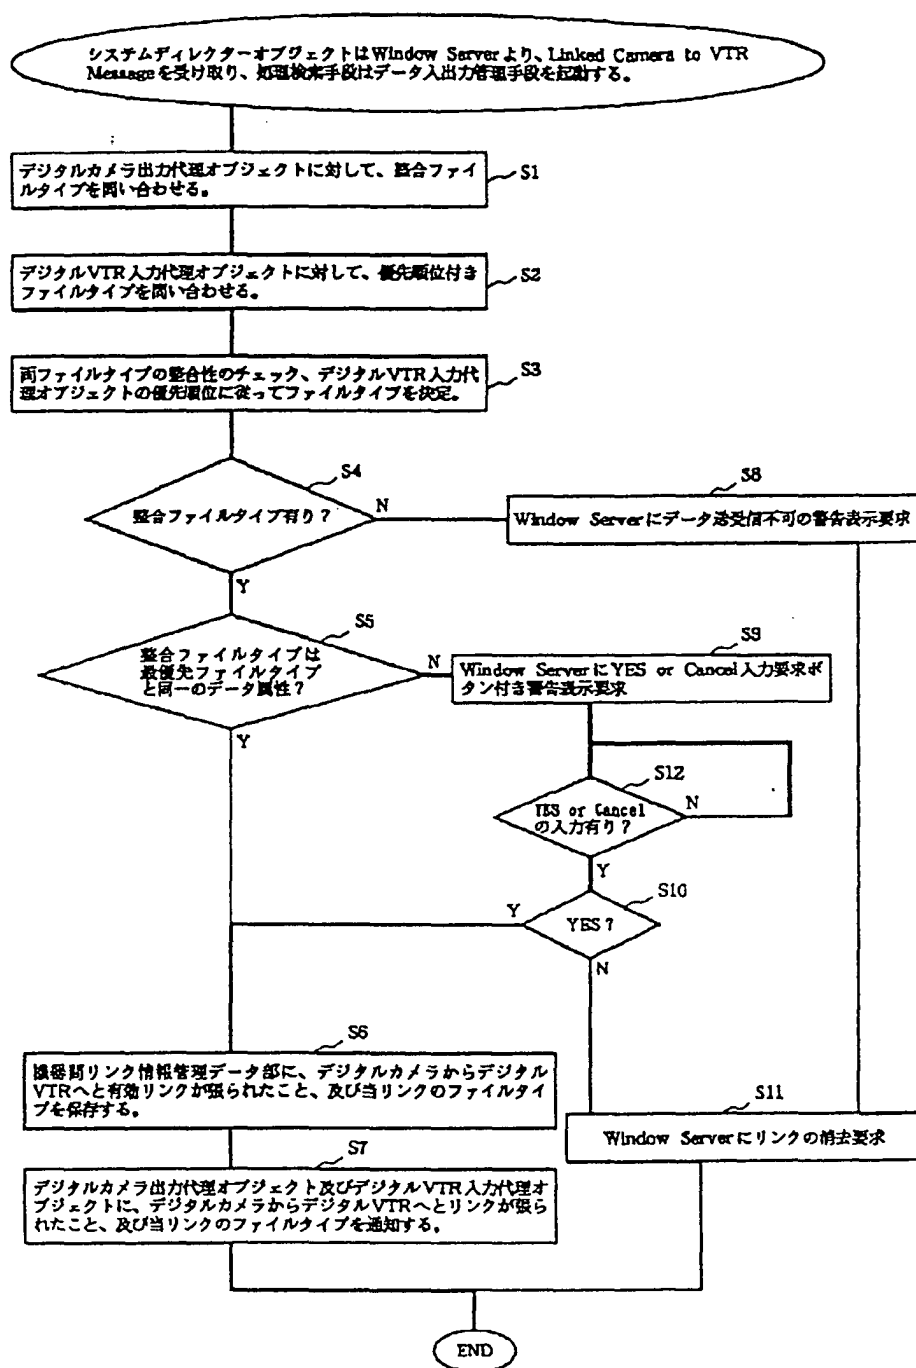 システムディレクターオブジェクトはWindow Serverより、Linked Camera to VTR
Messageを受け取り、処理検索手段はデータ入出力管理手段を起動する。
デジタルカメラ出力代理オブジェクトに対して、整合ファイ
ルタイプを問い合わせる。
S1
デジタルVTR入力代理オブジェクトに対して、優先順位付き
ファイルタイプを問い合わせる。
S2
両ファイルタイプの整合性のチェック、デジタルVTR入力代
理オブジェクトの優先順位に従ってファイルタイプを決定。
S3
S4
整合ファイルタイプ有り？
N
Y
S8
Window Serverにデータ送受信不可の警告表示要求
S5
整合ファイルタイプは
最優先ファイルタイプ
と同一のデータ属性？
N
Y
S9
Window ServerにYES or Cancel入力要求ボ
タン付き警告表示要求
S12
YES or Cancel
の入力有り？
N
Y
S10
YES？
Y
N
S6
機器間リンク情報管理データ部に、デジタルカメラからデジタル
VTRへと有効リンクが張られたこと、及び当リンクのファイルタイ
プを保存する。
S11
Window Serverにリンクの消去要求
S7
デジタルカメラ出力代理オブジェクト及びデジタルVTR入力代理オ
ブジェクトに、デジタルカメラからデジタルVTRへとリンクが張ら
れたこと、及び当リンクのファイルタイプを通知する。
END